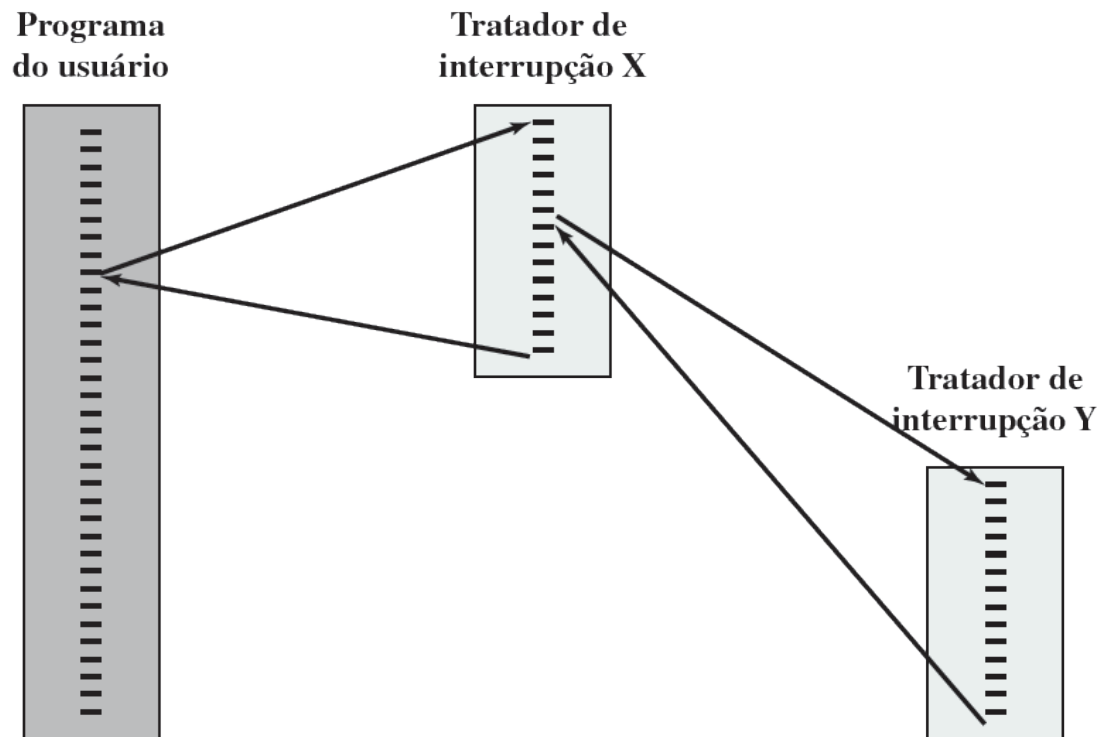 Programa
do usuário
Tratador de
interrupção X
Tratador de
interrupção Y